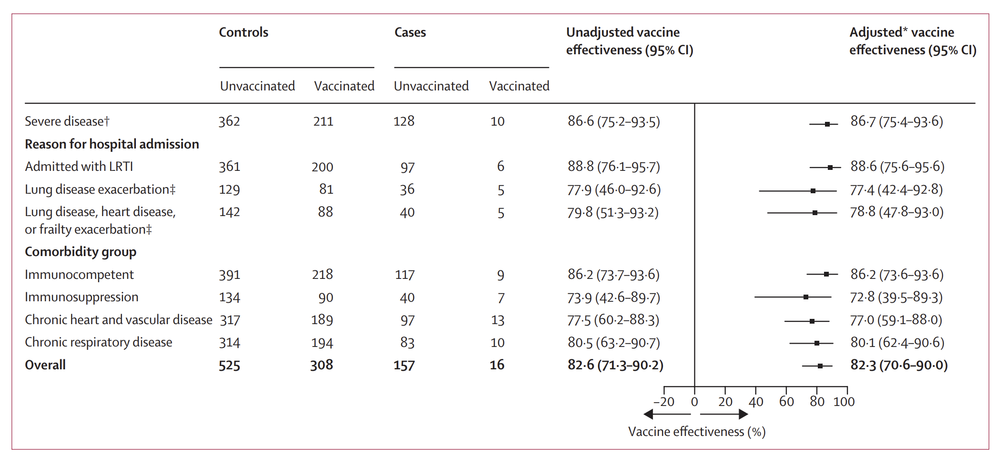 Controls Cases Unadjusted vaccine effectiveness (95% CI) Adjusted* vaccine effectiveness (95% CI)
Unvaccinated Vaccinated Unvaccinated Vaccinated
Severe disease† 362 211 128 10 86·6 (75·2–93·5) 86·7 (75·4–93·6)
Reason for hospital admission
Admitted with LRTI 361 200 97 6 88·8 (76·1–95·7) 88·6 (75·6–95·6)
Lung disease exacerbation‡ 129 81 36 5 77·9 (46·0–92·6) 77·4 (42·4–92·8)
Lung disease, heart disease, 142 88 40 5 79·8 (51·3–93·2) 78·8 (47·8–93·0)
or frailty exacerbation‡
Comorbidity group
Immunocompetent 391 218 117 9 86·2 (73·7–93·6) 86·2 (73·6–93·6)
Immunosuppression 134 90 40 7 73·9 (42·6–89·7) 72·8 (39·5–89·3)
Chronic heart and vascular disease 317 189 97 13 77·5 (60·2–88·3) 77·0 (59·1–88·0)
Chronic respiratory disease 314 194 83 10 80·5 (63·2–90·7) 80·1 (62·4–90·6)
Overall 525 308 157 16 82·6 (71·3–90·2) 82·3 (70·6–90·0)
–20 0 20 40 60 80 100
Vaccine effectiveness (%)